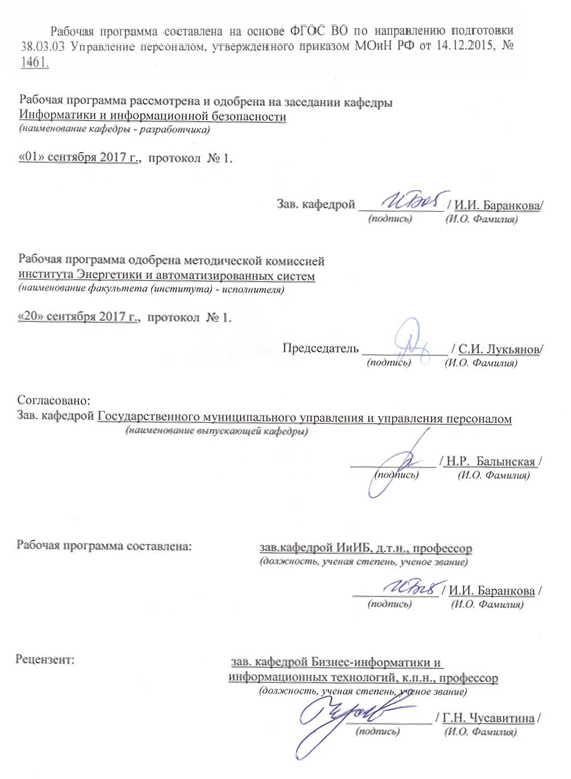 Рабочая программа составлена на основе ФГОС ВО по направлению подготовки
38.03.03 Управление персоналом, утвержденного приказом МОиН РФ от 14.12.2015, №
1461.
Рабочая программа рассмотрена и одобрена на заседании кафедры
Информатики и информационной безопасности
(наименование кафедры - разработчика)
«01» сентября 2017 г., протокол № 1.
Зав. кафедрой ____________ / И.И. Баранкова/
(подпись) (И.О. Фамилия)
Рабочая программа одобрена методической комиссией
института Энергетики и автоматизированных систем
(наименование факультета (института) - исполнителя)
«20» сентября 2017 г., протокол № 1.
Председатель ____________ / С.И. Лукьянов/
(подпись) (И.О. Фамилия)
Согласовано:
Зав. кафедрой Государственного муниципального управления и управления персоналом
(наименование выпускающей кафедры)
____________ / Н.Р. Балынская /
(подпись) (И.О. Фамилия)
Рабочая программа составлена: зав.кафедрой ИиИБ, д.т.н., профессор
(должность, ученая степень, ученое звание)
____________ / И.И. Баранкова /
(подпись) (И.О. Фамилия)
Рецензент: зав. кафедрой Бизнес-информатики и
информационных технологий, к.п.н., профессор
(должность, ученая степень, ученое звание)
____________ / Г.Н. Чусавитина /
(подпись) (И.О. Фамилия)